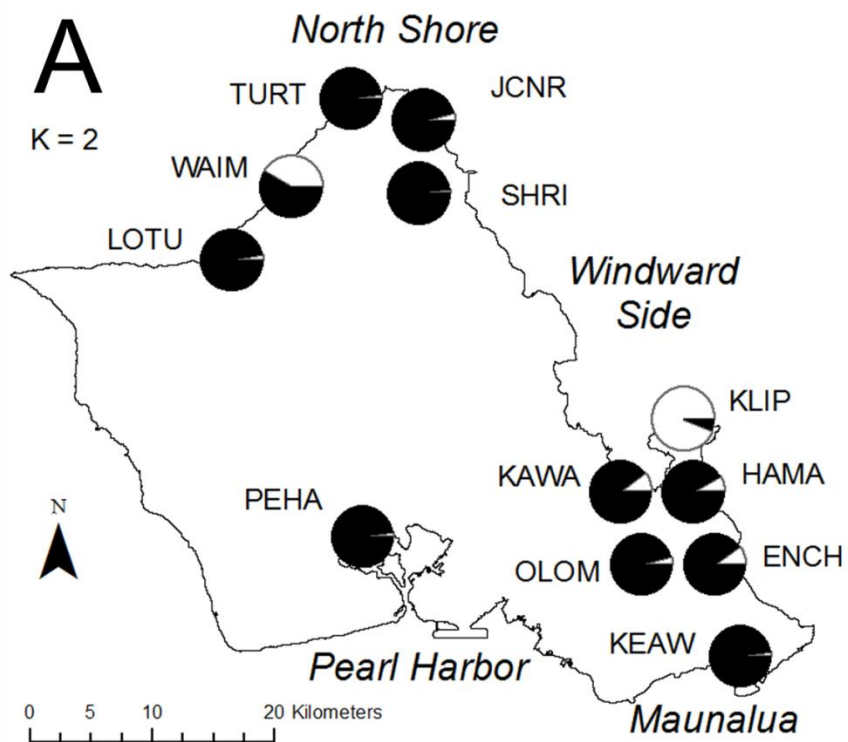 A
North Shore
TURT
JCNR
K = 2
WAIM
SHRI
LOTU
Windward
Side
KLIP
KAWA
HAMA
PEHA
N
OLOM
ENCH
KEAW
Pearl Harbor
Maunalua
0 5 10 20 Kilometers